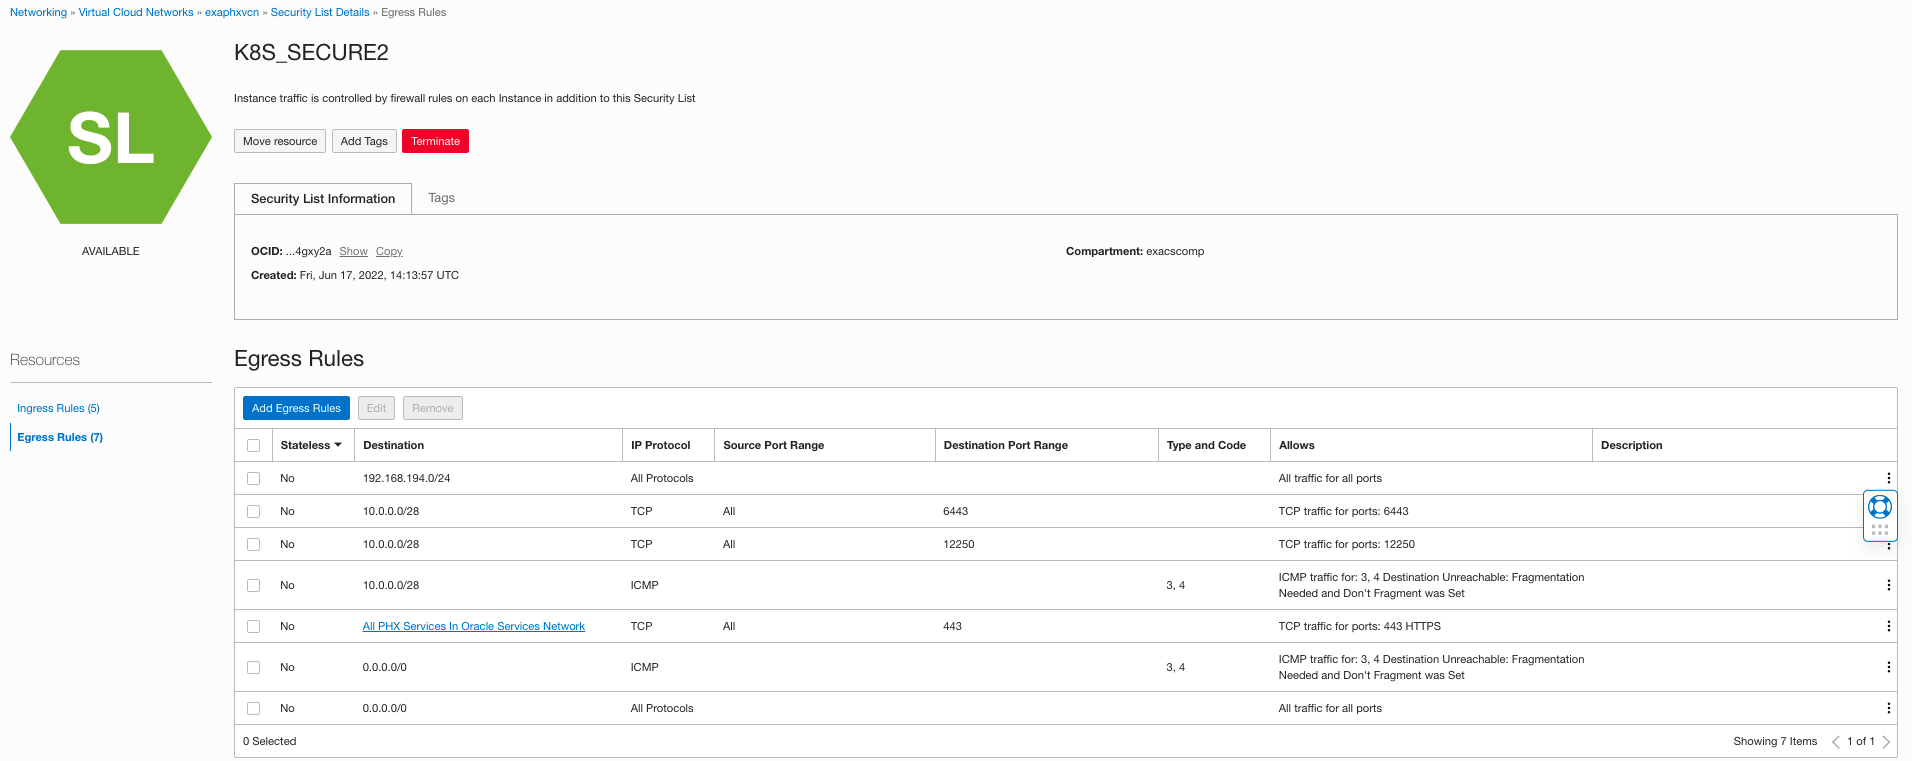 Networking » Virtual Cloud Networks » exaphxvcn » Security List Details » Egress Rules
SL
AVAILABLE
K8S_SECURE2
Instance traffic is controlled by firewall rules on each Instance in addition to this Security List
Move resource Add Tags Terminate
Security List Information Tags
OCID: ...4gxy2a Show Copy Compartment: exacscomp
Created: Fri, Jun 17, 2022, 14:13:57 UTC
Resources
Ingress Rules (5)
Egress Rules (7)
Egress Rules
Add Egress Rules Edit Remove
Stateless Destination IP Protocol Source Port Range Destination Port Range Type and Code Allows Description
No 192.168.194.0/24 All Protocols All traffic for all ports
No 10.0.0.0/28 TCP All 6443 TCP traffic for ports: 6443
No 10.0.0.0/28 TCP All 12250 TCP traffic for ports: 12250
No 10.0.0.0/28 ICMP 3, 4 ICMP traffic for: 3, 4 Destination Unreachable: Fragmentation
Needed and Don't Fragment was Set
No All PHX Services In Oracle Services Network TCP All 443 TCP traffic for ports: 443 HTTPS
No 0.0.0.0/0 ICMP 3, 4 ICMP traffic for: 3, 4 Destination Unreachable: Fragmentation
Needed and Don't Fragment was Set
No 0.0.0.0/0 All Protocols All traffic for all ports
0 Selected Showing 7 Items 1 of 1